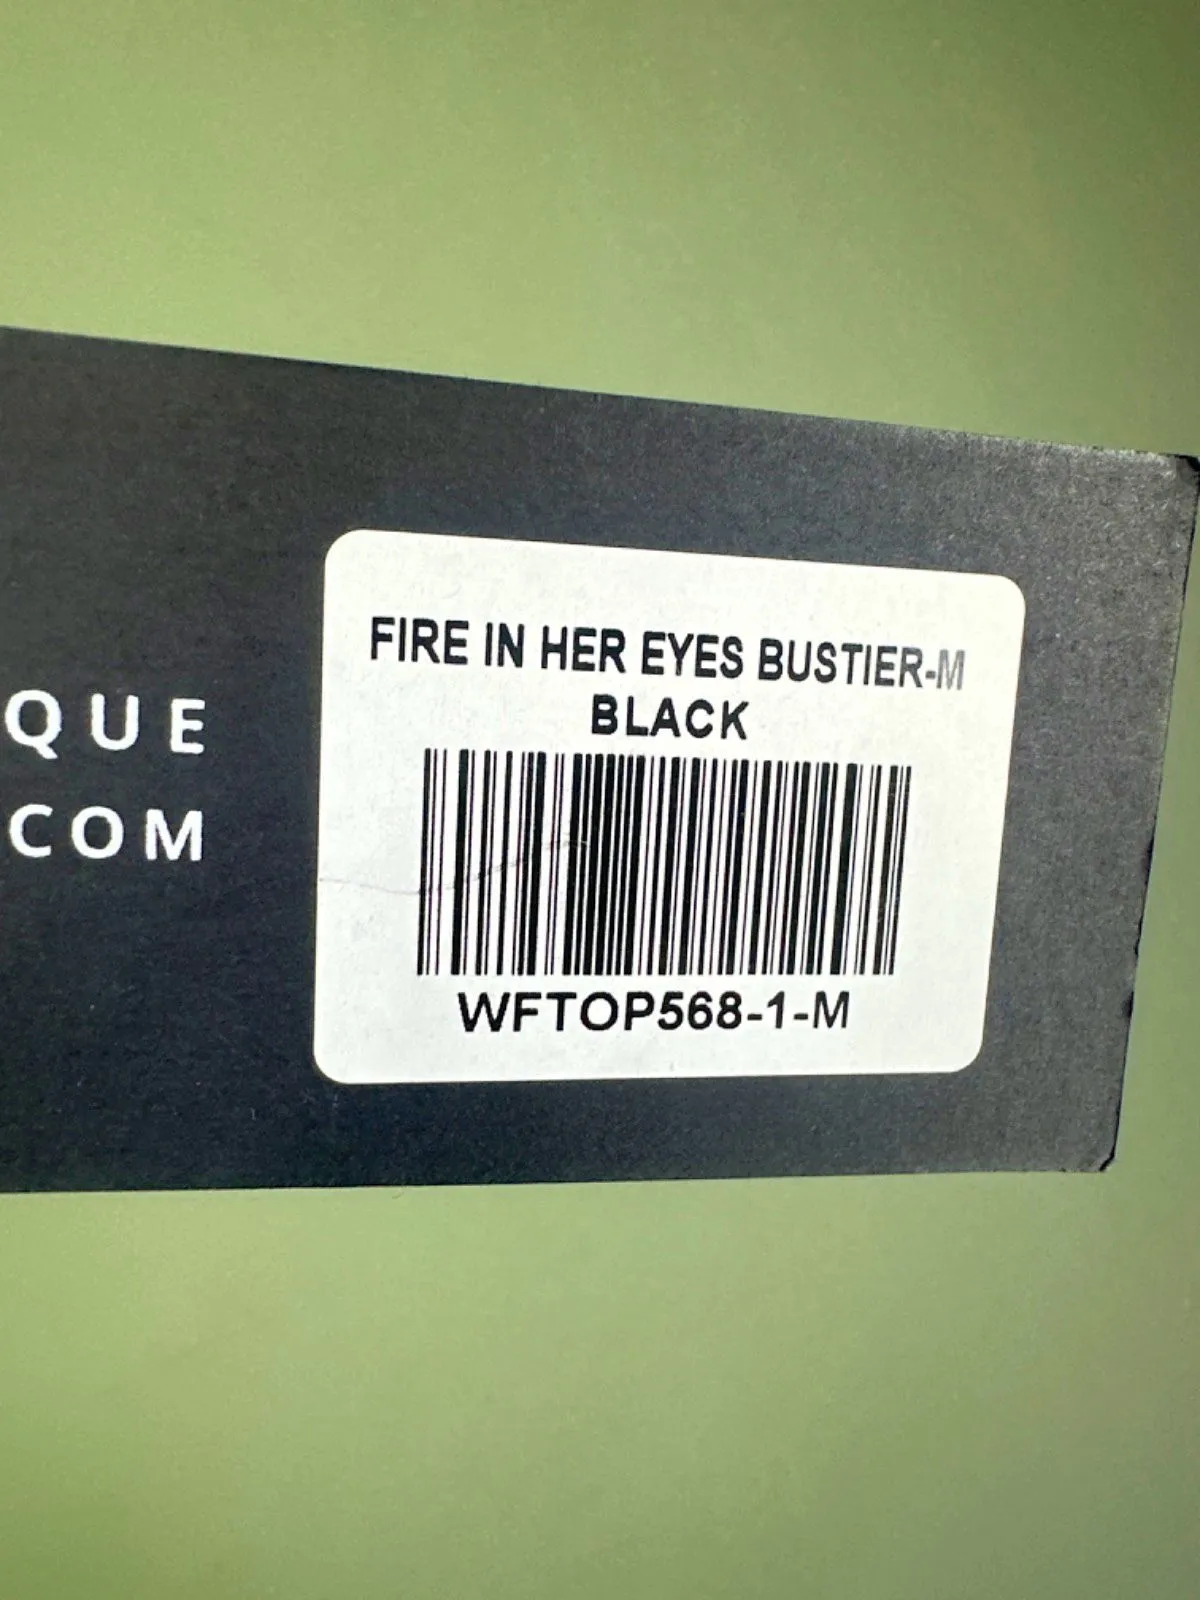 QUE
COM
FIRE IN HER EYES BUSTIER-M
BLACK
WFTOP568-1-M